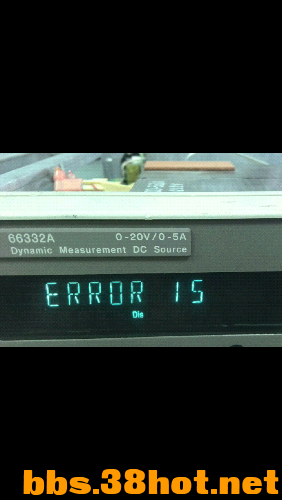 66332A 0-20V/0-5A
Dynamic Measurement DC Source
ERROR 15
Dis
bbs.38hot.net